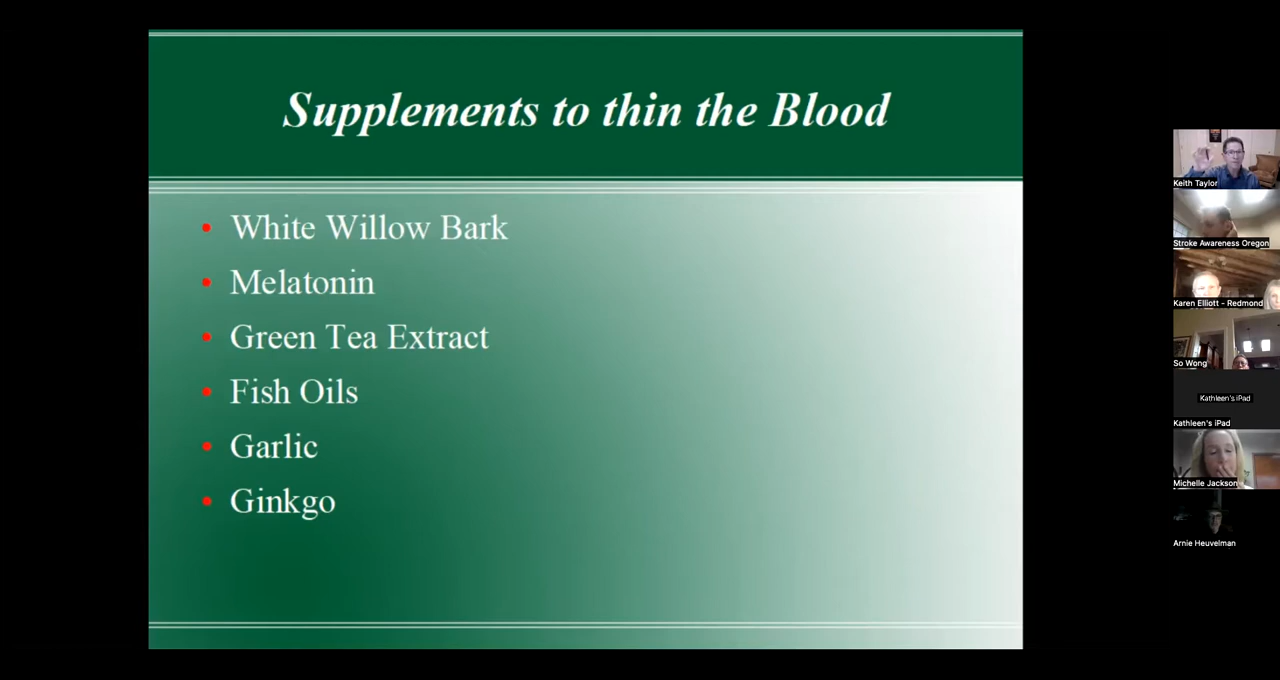 Supplements to thin the Blood
White Willow Bark
Melatonin
Green Tea Extract
Fish Oils
Garlic
Ginkgo
Keith Taylor
Stroke Awareness Oregon
Karen Elliott - Redmond
So Wong
Kathleen's iPad
Kathleen's iPad
Michelle Jackson
Arnie Heuvelman